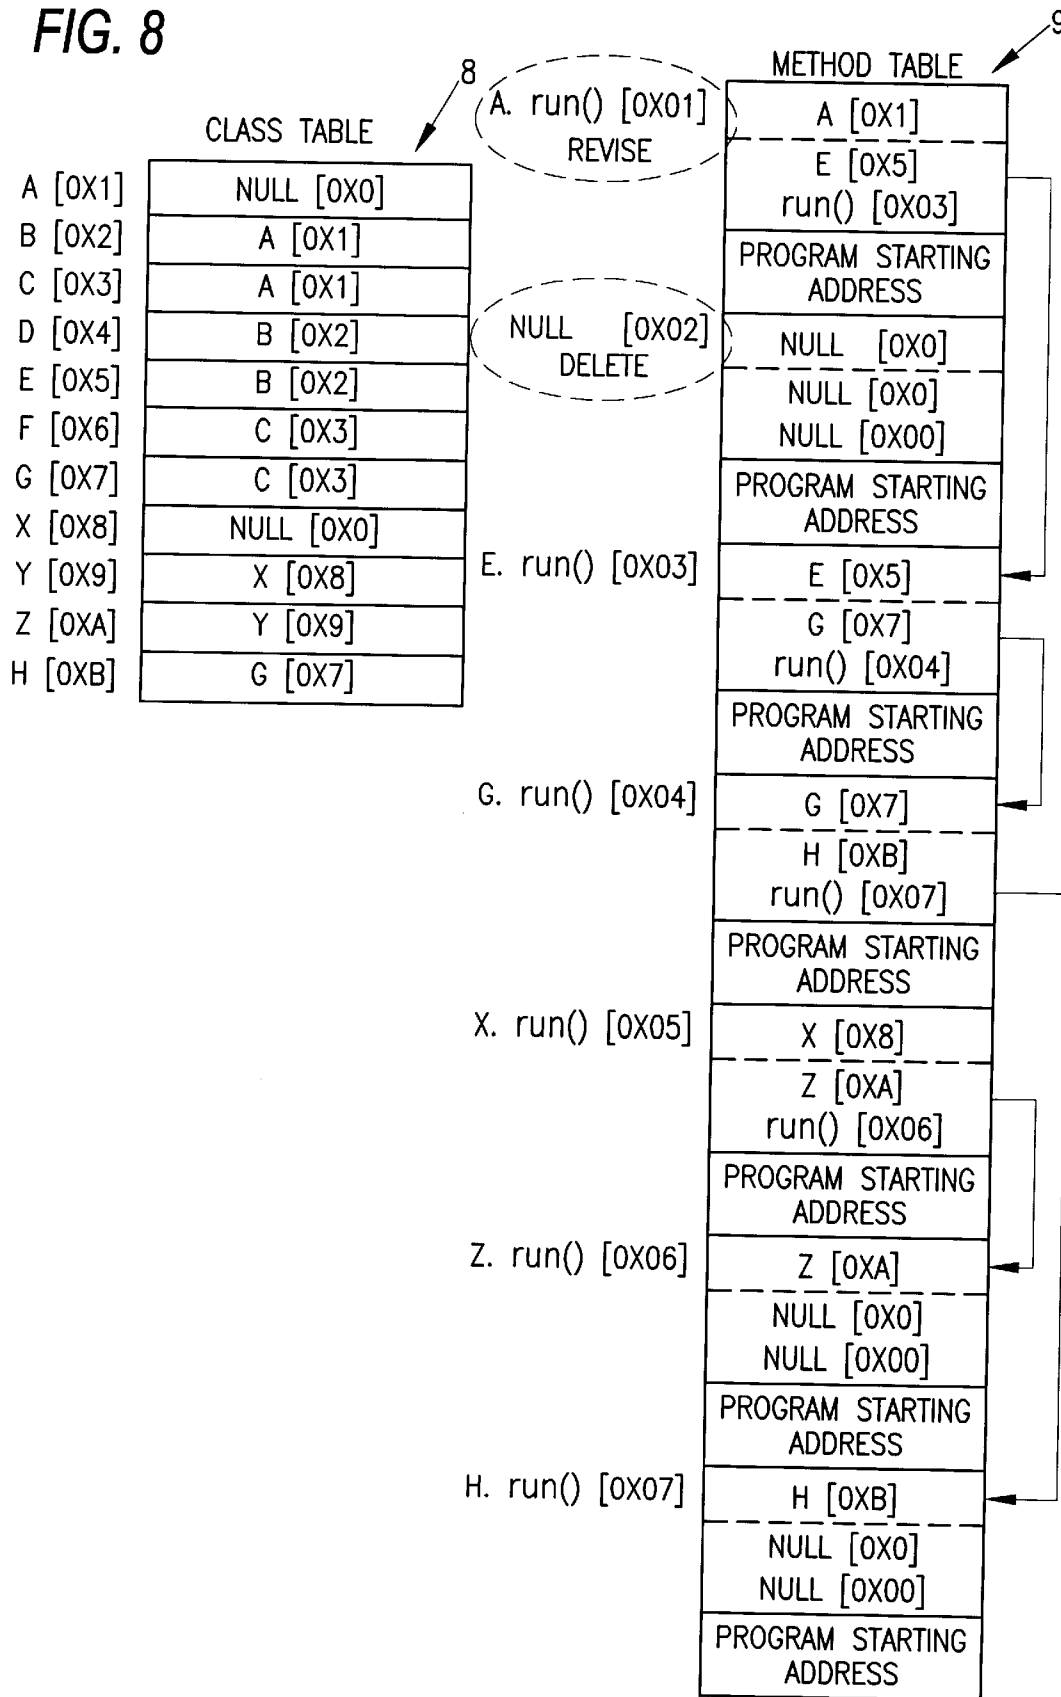 FIG. 8
8
CLASS TABLE
A [0X1] NULL [0X0]
B [0X2] A [0X1]
C [0X3] A [0X1]
D [0X4] B [0X2]
E [0X5] B [0X2]
F [0X6] C [0X3]
G [0X7] C [0X3]
X [0X8] NULL [0X0]
Y [0X9] X [0X8]
Z [0XA] Y [0X9]
H [0XB] G [0X7]
9
METHOD TABLE
A. run() [0X01]
REVISE
A [0X1]
E [0X5]
run() [0X03]
PROGRAM STARTING
ADDRESS
NULL [0X02]
DELETE
NULL [0X0]
NULL [0X0]
NULL [0X00]
PROGRAM STARTING
ADDRESS
E. run() [0X03] E [0X5]
G [0X7]
run() [0X04]
PROGRAM STARTING
ADDRESS
G. run() [0X04] G [0X7]
H [0XB]
run() [0X07]
PROGRAM STARTING
ADDRESS
X. run() [0X05] X [0X8]
Z [0XA]
run() [0X06]
PROGRAM STARTING
ADDRESS
Z. run() [0X06] Z [0XA]
NULL [0X0]
NULL [0X00]
PROGRAM STARTING
ADDRESS
H. run() [0X07] H [0XB]
NULL [0X0]
NULL [0X00]
PROGRAM STARTING
ADDRESS